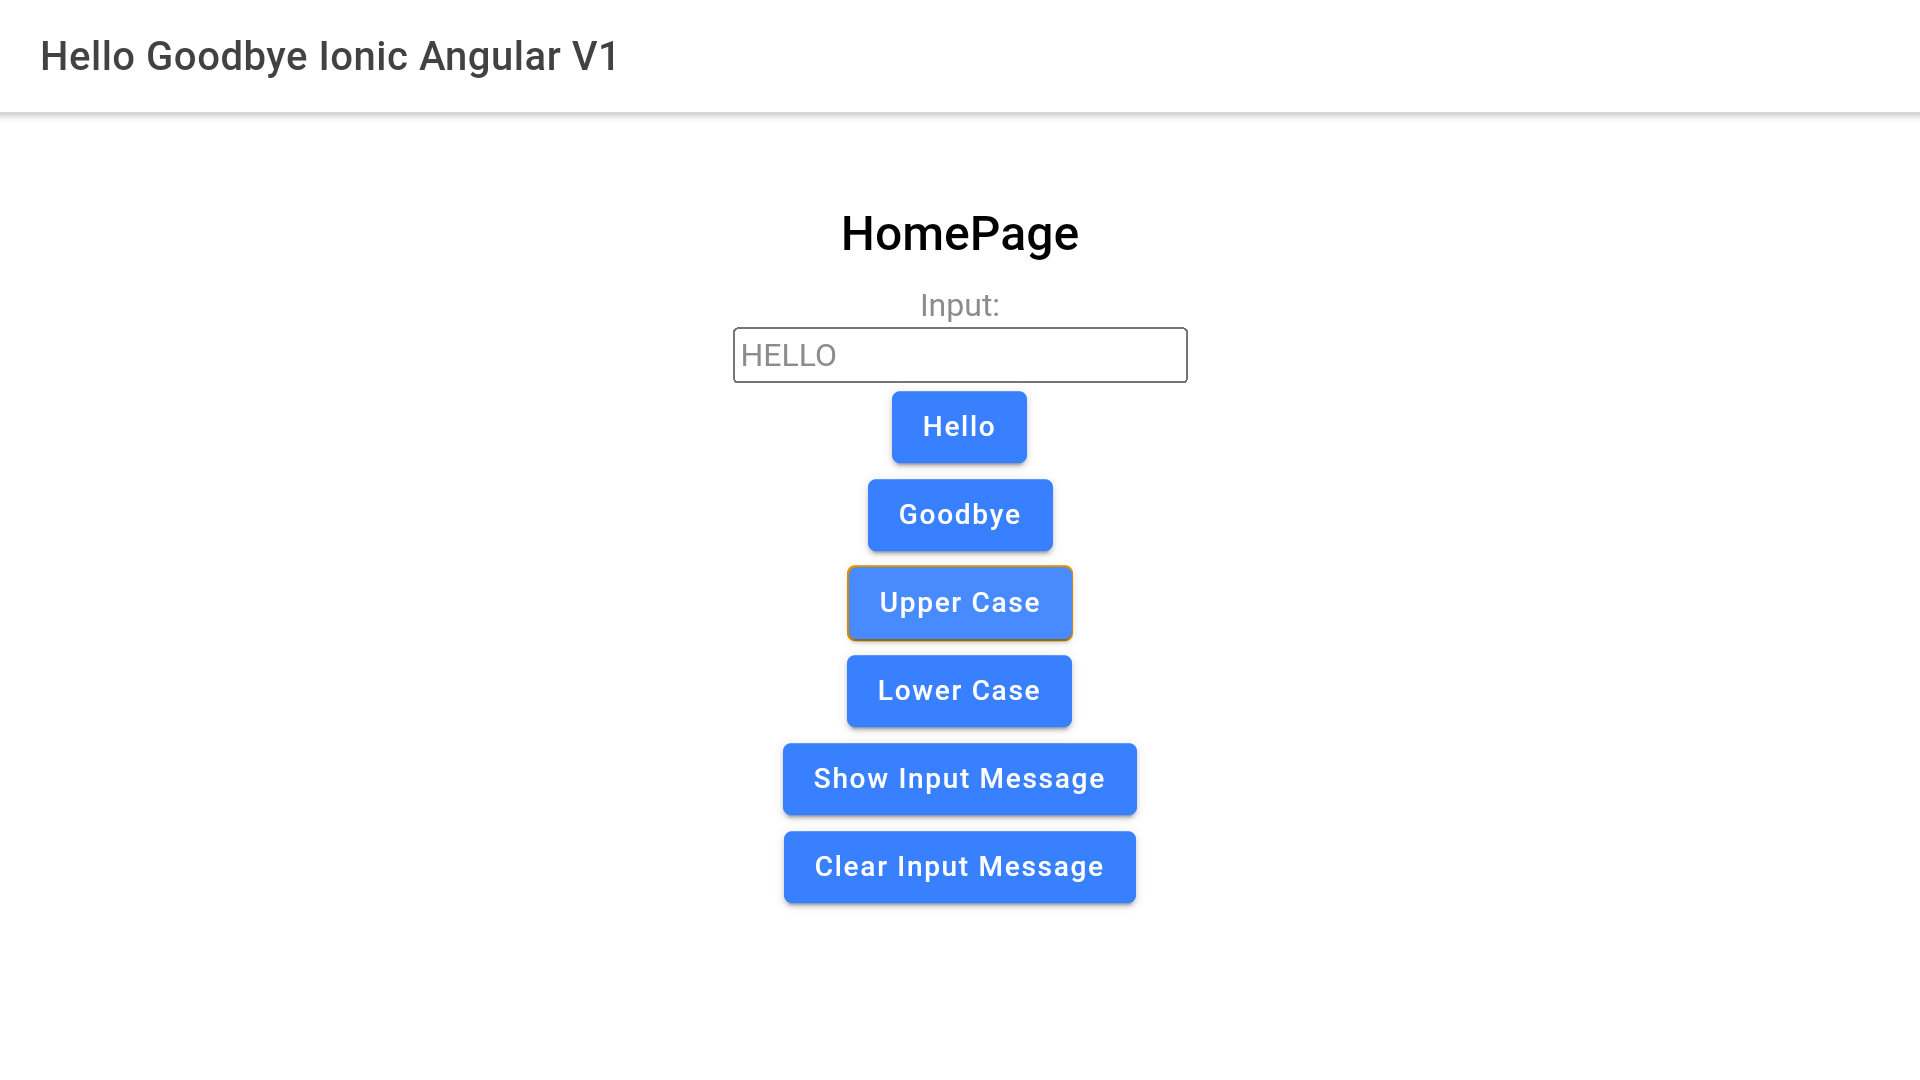 Hello Goodbye Ionic Angular V1
HomePage
Input:
HELLO
Hello
Goodbye
Upper Case
Lower Case
Show Input Message
Clear Input Message